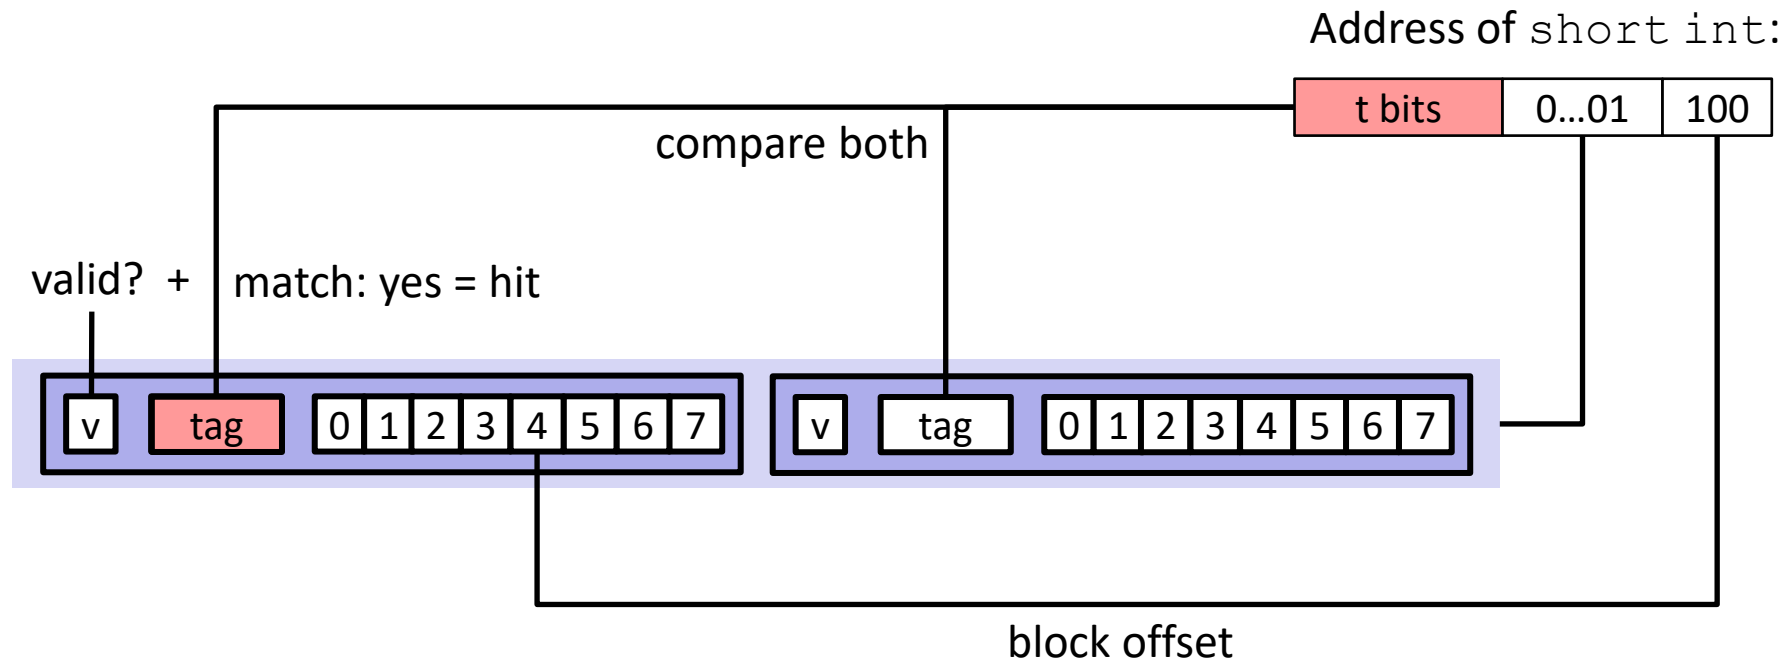 Address of short int:
t bits 0...01 100
compare both
valid? + match: yes = hit
v tag 0 1 2 3 4 5 6 7 v tag 0 1 2 3 4 5 6 7
block offset